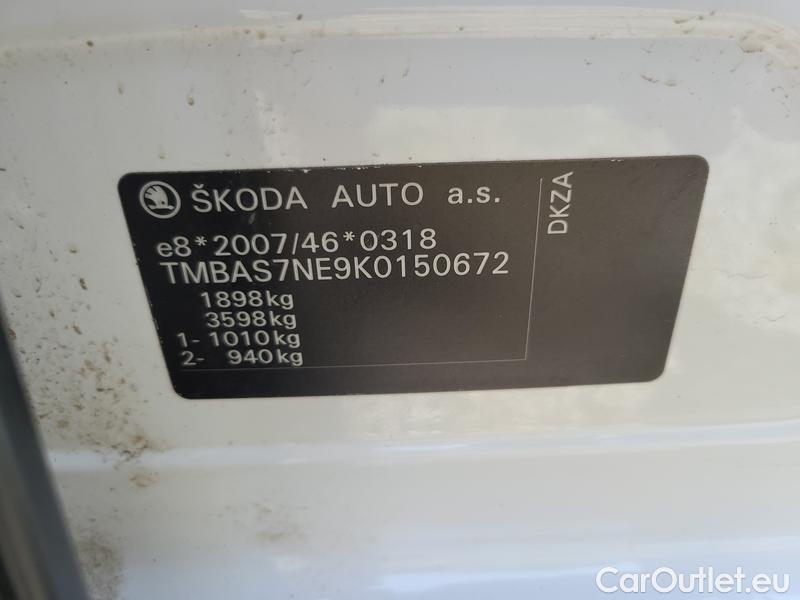 ŠKODA AUTO a.s.
e8*2007/46*0318
TMBAS7NE9K0150672
1898kg
3598kg
1- 1010kg
2- 940kg
DKZA
CarOutlet.eu